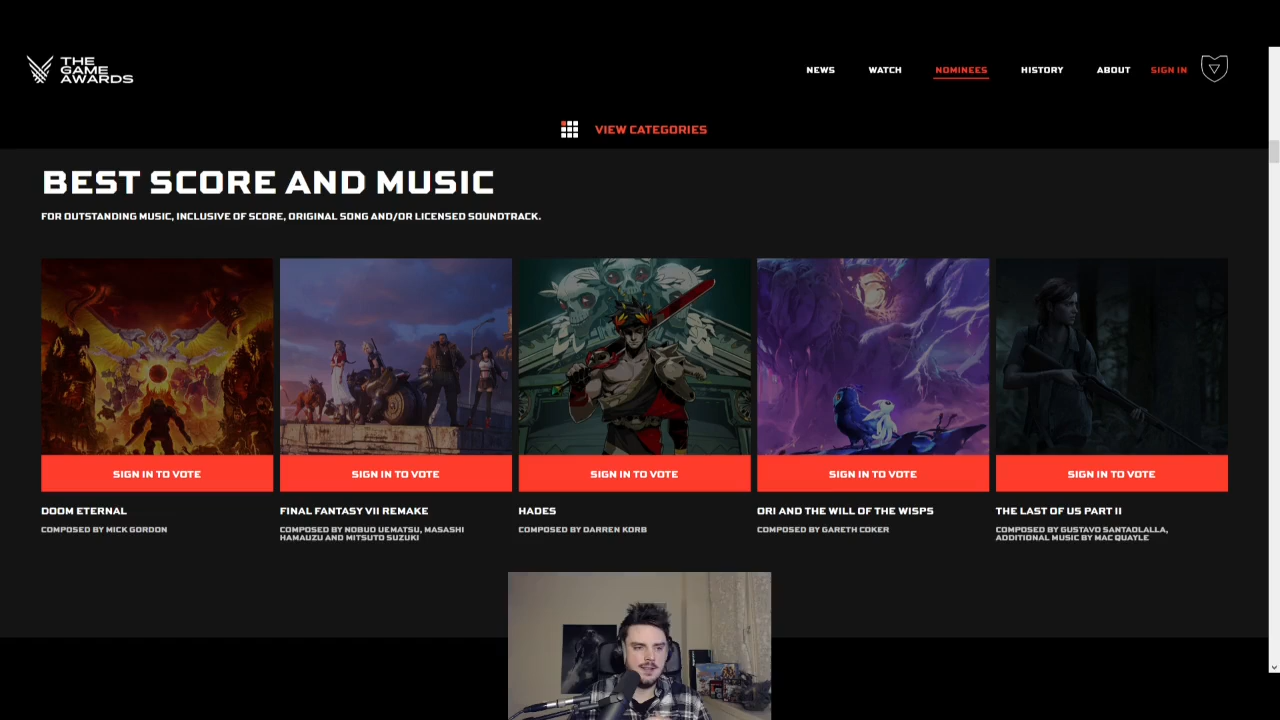 THE
GAME
AWARDS
NEWS
WATCH
NOMINEES
HISTORY
ABOUT
SIGN IN
VIEW CATEGORIES
BEST SCORE AND MUSIC
FOR OUTSTANDING MUSIC, INCLUSIVE OF SCORE, ORIGINAL SONG AND/OR LICENSED SOUNDTRACK.
SIGN IN TO VOTE
SIGN IN TO VOTE
SIGN IN TO VOTE
SIGN IN TO VOTE
SIGN IN TO VOTE
DOOM ETERNAL
COMPOSED BY MICK GORDON
FINAL FANTASY VII REMAKE
COMPOSED BY NOBUO UEMATSU, MASASHI
HAMAUZU AND MITSUTO SUZUKI
HADES
COMPOSED BY DARREN KORB
ORI AND THE WILL OF THE WISPS
COMPOSED BY GARETH COKER
THE LAST OF US PART II
COMPOSED BY GUSTAVO SANTAOLALLA,
ADDITIONAL MUSIC BY MAC QUAYLE